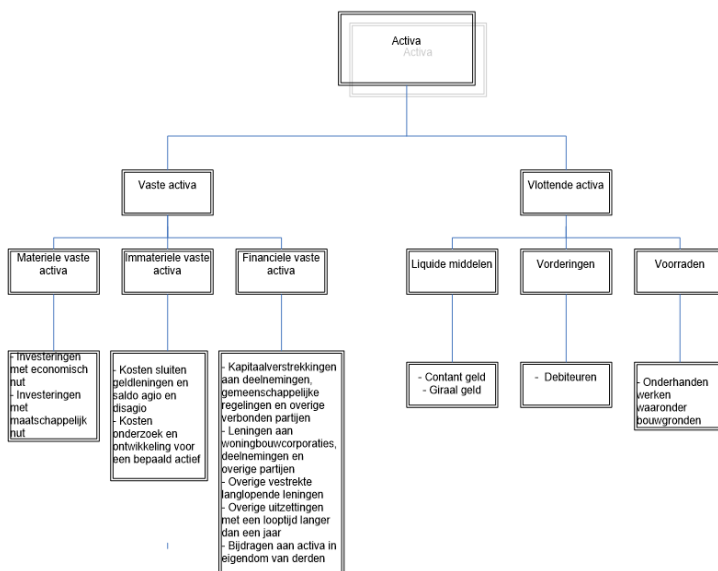 Activa
Activa
Vaste activa
Vlottende activa
Materiele vaste
activa
Immateriele vaste
activa
Financiele vaste
activa
Liquide middelen
Vorderingen
Voorraden
- Investeringen
met economisch
nut
- Investeringen
met
maatschappelijk
nut
- Kosten sluiten
geldleningen en
saldo agio en
disagio
- Kosten
onderzoek en
ontwikkeling voor
een bepaald actief
- Kapitaalverstrekkingen
aan deelnemingen,
gemeenschappelijke
regelingen en overige
verbonden partijen
- Leningen aan
woningbouwcorporaties,
deelnemingen en
overige partijen
- Overige vestrekte
langlopende leningen
- Overige uitzettingen
met een looptijd langer
dan een jaar
- Bijdragen aan activa in
eigendom van derden
- Contant geld
- Giraal geld
- Debiteuren
- Onderhanden
werken
waaronder
bouwgronden